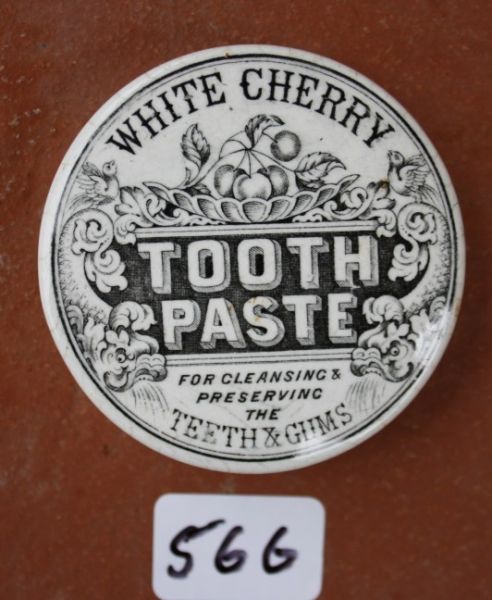 WHITE CHERRY
TOOTH
PASTE
FOR CLEANSING &
PRESERVING
THE
TEETH & GUMS
566